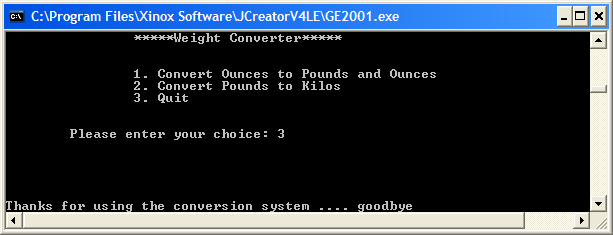 C:\Program Files\Xinox Software\JCreatorV4LE\GE2001.exe
*****Weight Converter*****
1. Convert Ounces to Pounds and Ounces
2. Convert Pounds to Kilos
3. Quit
Please enter your choice: 3
Thanks for using the conversion system .... goodbye